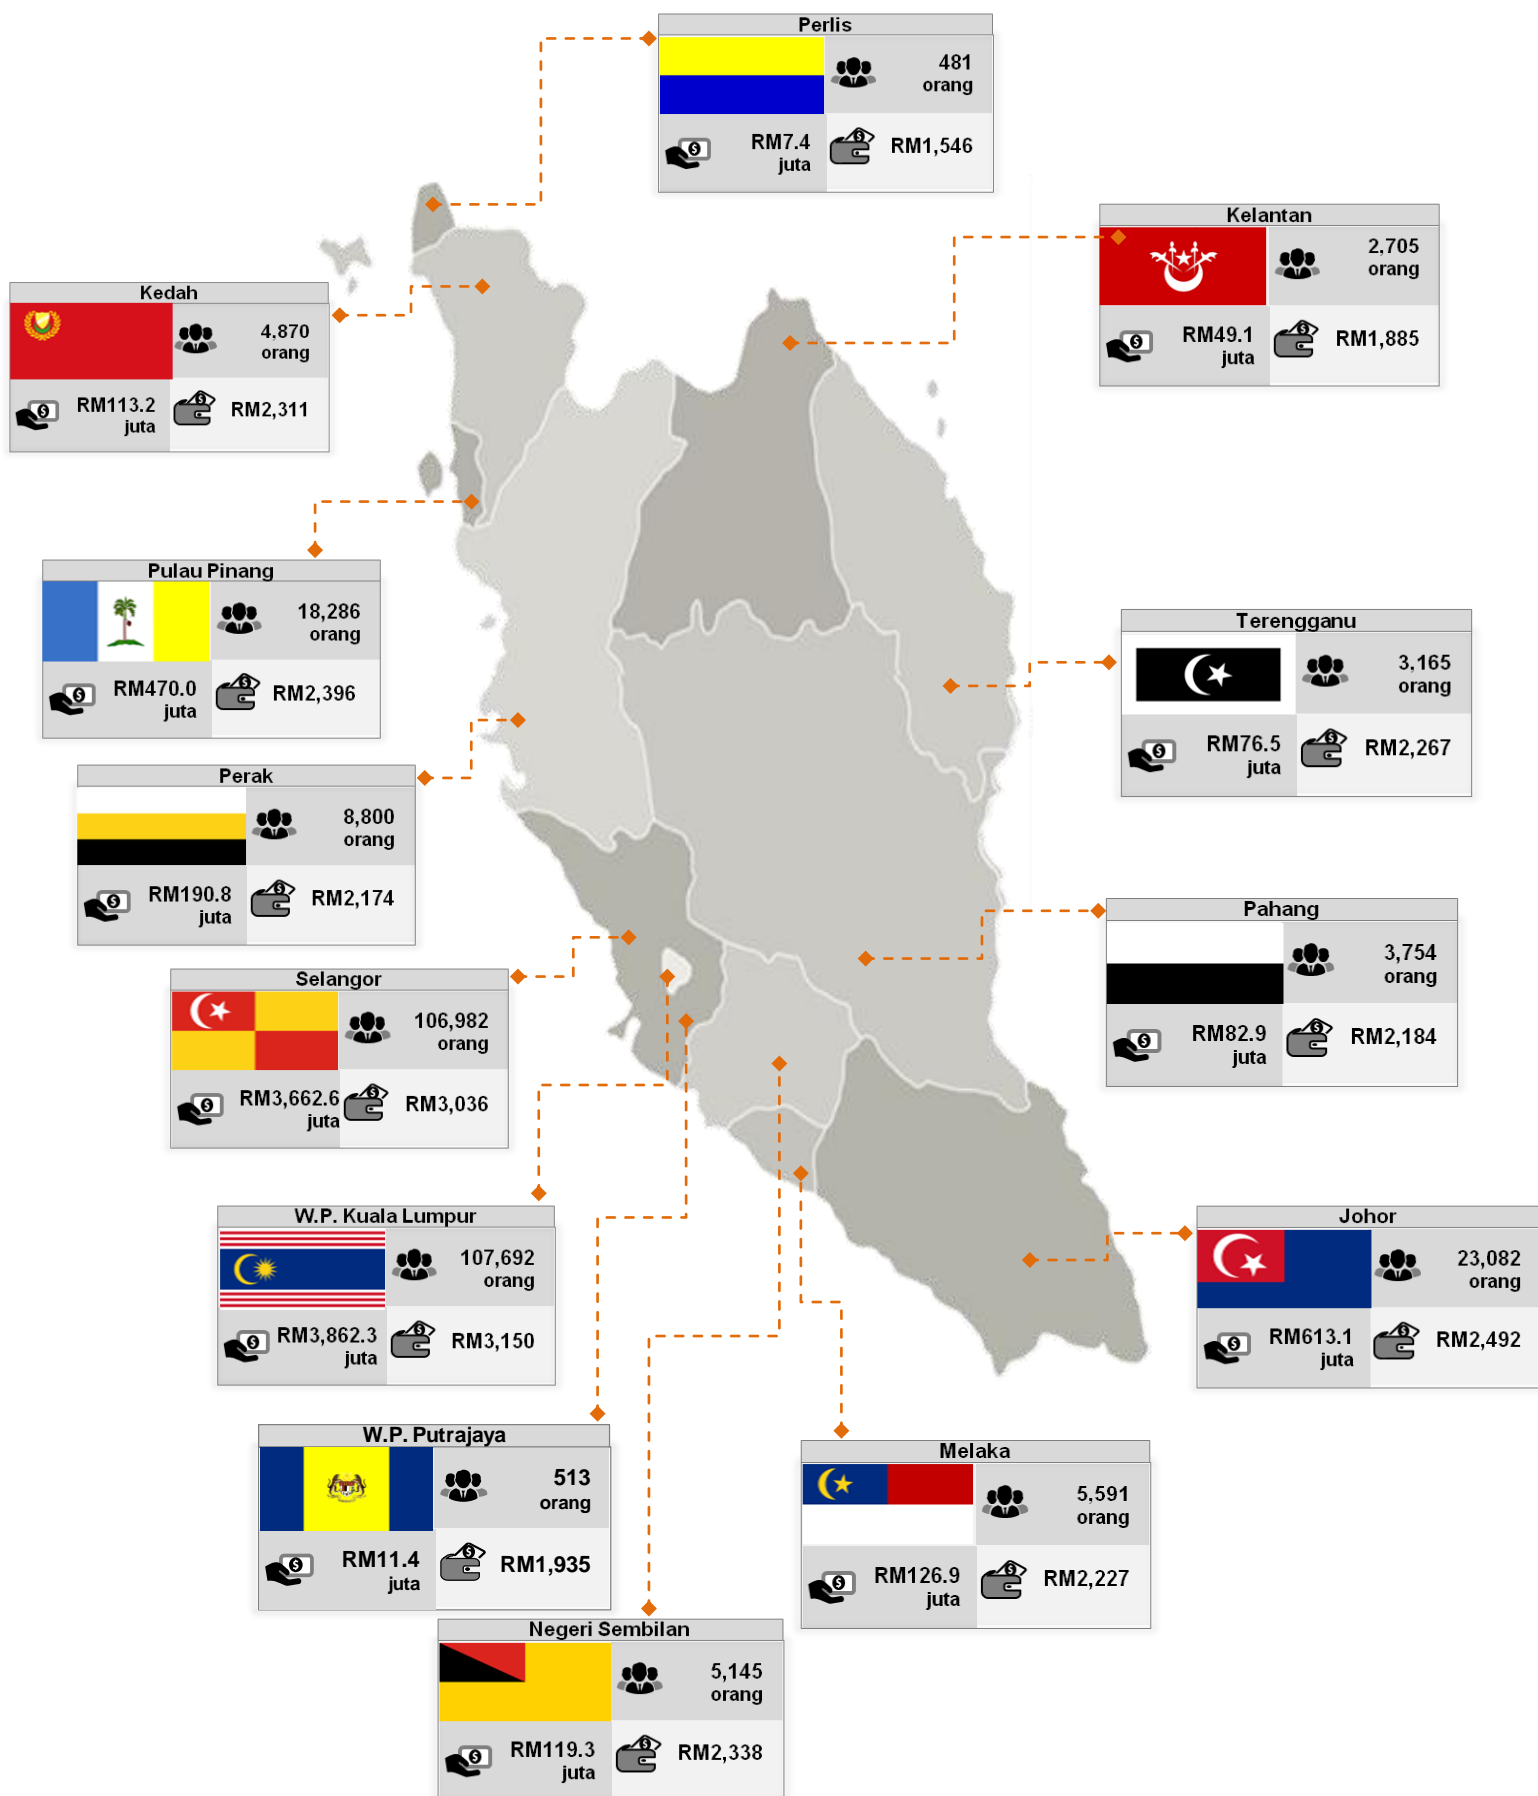 Perlis
481
orang
RM7.4
juta
RM1,546
Kelantan
2,705
orang
RM49.1
juta
RM1,885
Kedah
4,870
orang
RM113.2
juta
RM2,311
Pulau Pinang
18,286
orang
RM470.0
juta
RM2,396
Terengganu
3,165
orang
RM76.5
juta
RM2,267
Perak
8,800
orang
RM190.8
juta
RM2,174
Pahang
3,754
orang
RM82.9
juta
RM2,184
Selangor
106,982
orang
RM3,662.6
juta
RM3,036
W.P. Kuala Lumpur
107,692
orang
RM3,862.3
juta
RM3,150
Johor
23,082
orang
RM613.1
juta
RM2,492
W.P. Putrajaya
513
orang
RM11.4
juta
RM1,935
Melaka
5,591
orang
RM126.9
juta
RM2,227
Negeri Sembilan
5,145
orang
RM119.3
juta
RM2,338